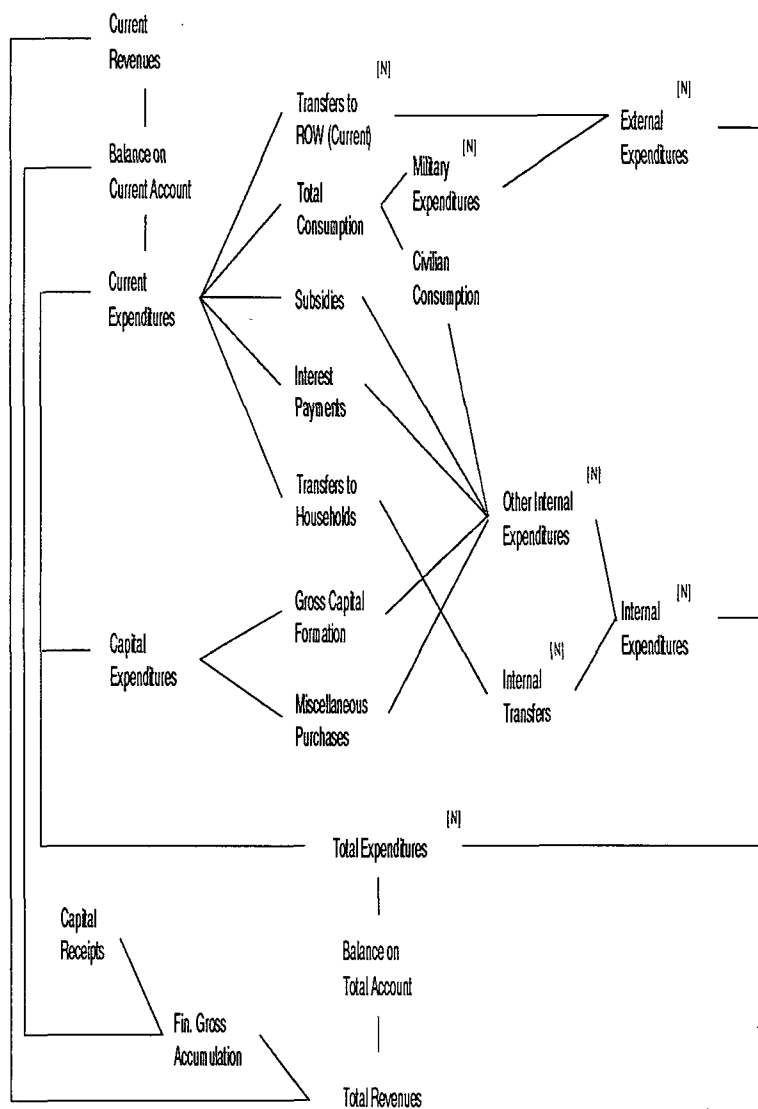 Current
Revenues
[N]
Transfers to
ROW (Current)
[N]
External
Expenditures
Balance on
Current Account
[N]
Military
Expenditures
Total
Consumption
Civilian
Consumption
Current
Expenditures
Subsidies
Interest
Payments
Transfers to
Households
[N]
Other Internal
Expenditures
Gross Capital
Formation
[N]
Internal
Expenditures
Capital
Expenditures
[N]
Internal
Transfers
Miscellaneous
Purchases
[N]
Total Expenditures
Capital
Receipts
Balance on
Total Account
Fin. Gross
Accumulation
Total Revenues